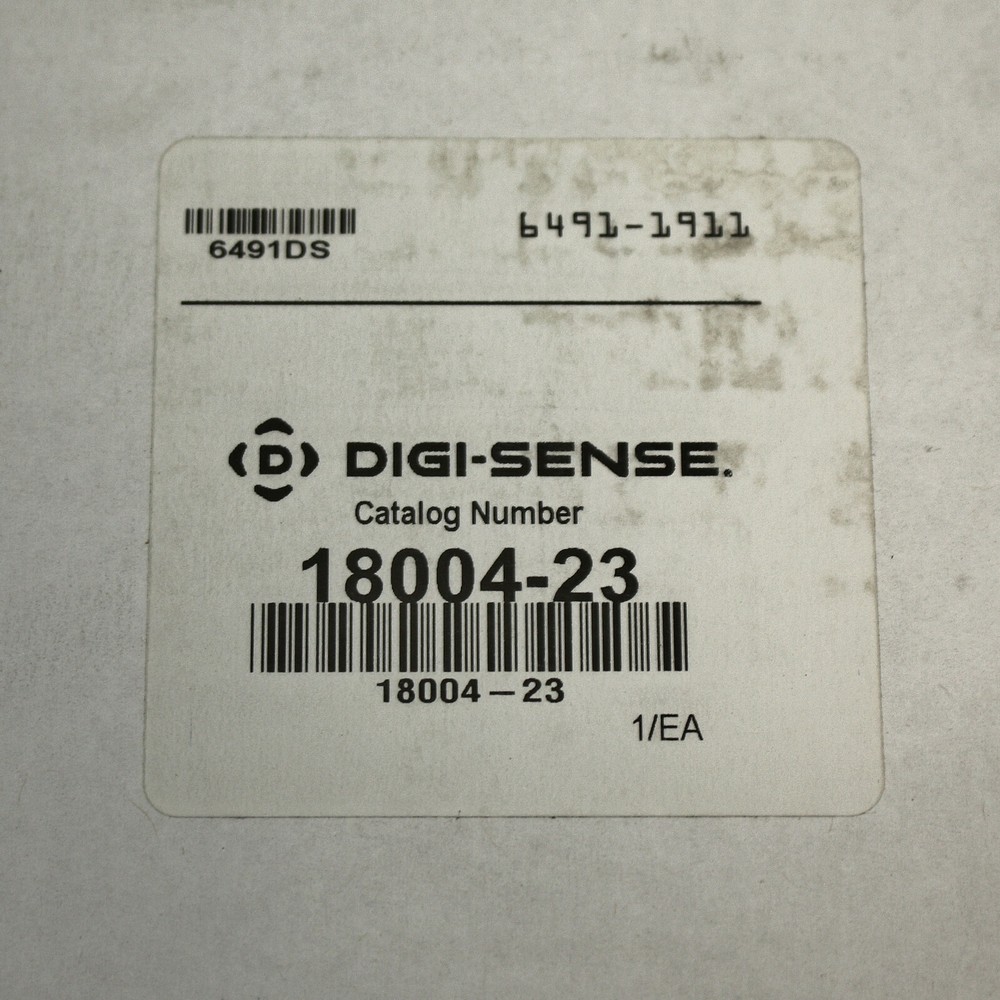 6491-1911
6491DS
D DIGI-SENSE®
Catalog Number
18004-23
18004-23
1/EA